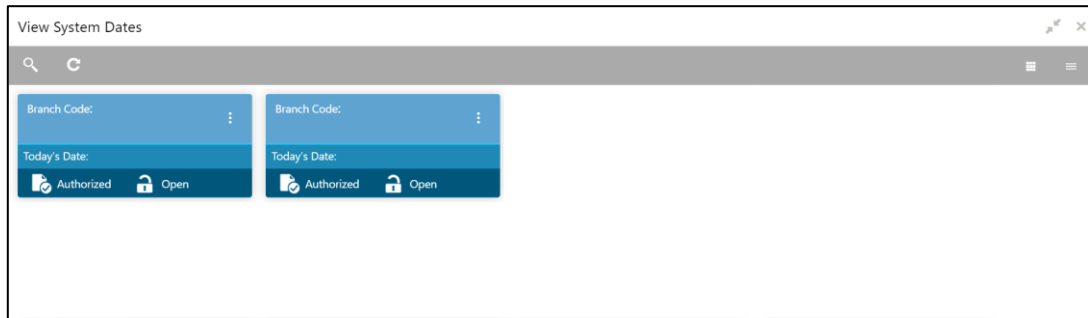 View System Dates
Branch Code:
Today's Date:
Authorized Open
Branch Code:
Today's Date:
Authorized Open